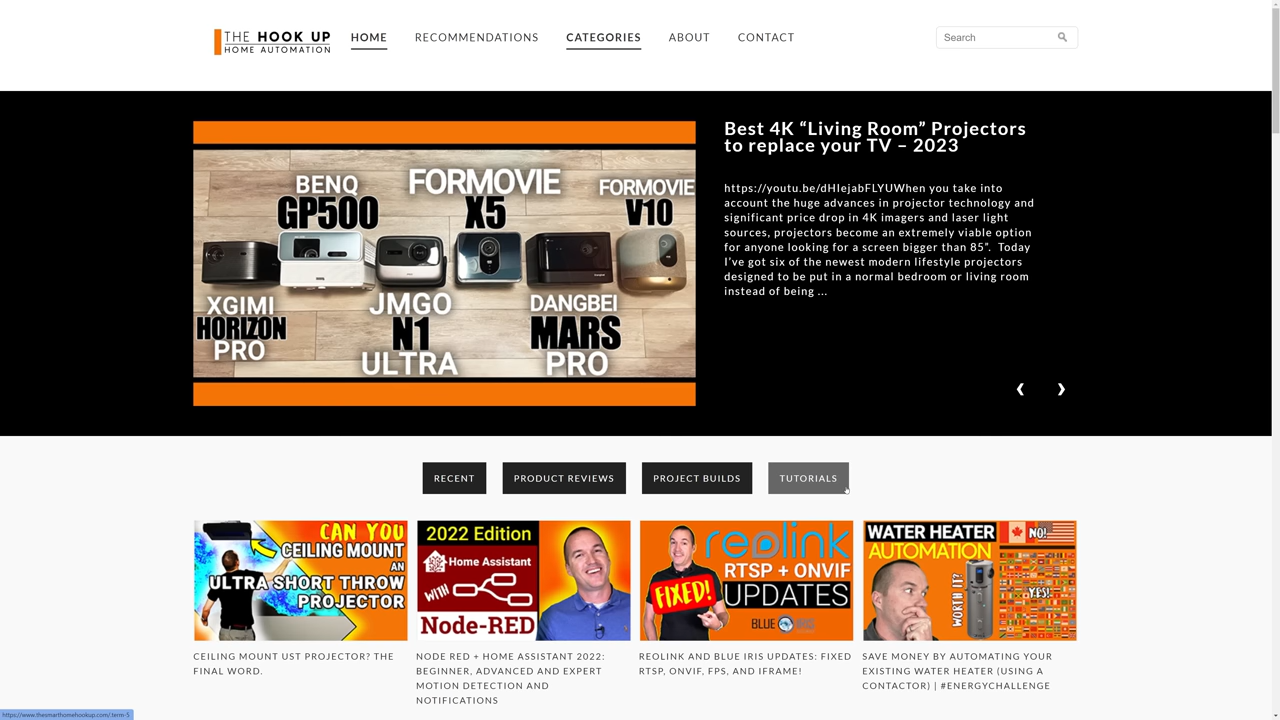 THE HOOK UP
HOME AUTOMATION
HOME
RECOMMENDATIONS
CATEGORIES
ABOUT
CONTACT
Search
BENQ
GP500
FORMOVIE
X5
FORMOVIE
V10
XGIMI
HORIZON
PRO
JMGO
N1
ULTRA
DANGBEI
MARS
PRO
Best 4K “Living Room” Projectors
to replace your TV – 2023
https://youtu.be/dHIejabFLYUWhen you take into
account the huge advances in projector technology and
significant price drop in 4K imagers and laser light
sources, projectors become an extremely viable option
for anyone looking for a screen bigger than 85”. Today
I’ve got six of the newest modern lifestyle projectors
designed to be put in a normal bedroom or living room
instead of being ...
RECENT
PRODUCT REVIEWS
PROJECT BUILDS
TUTORIALS
CAN YOU
CEILING MOUNT
AN
ULTRA SHORT THROW
PROJECTOR
CEILING MOUNT UST PROJECTOR? THE
FINAL WORD.
2022 Edition
Home Assistant
WITH
Node-RED
NODE RED + HOME ASSISTANT 2022:
BEGINNER, ADVANCED AND EXPERT
MOTION DETECTION AND
NOTIFICATIONS
reolink
RTSP + ONVIF
FIXED!
UPDATES
BLUE IRIS
REOLINK AND BLUE IRIS UPDATES: FIXED
RTSP, ONVIF, FPS, AND IFRAME!
WATER HEATER
AUTOMATION
NO!
WORTH IT?
YES!
SAVE MONEY BY AUTOMATING YOUR
EXISTING WATER HEATER (USING A
CONTACTOR) | #ENERGYCHALLENGE
https://www.thesmarthomehookup.com/.term-5